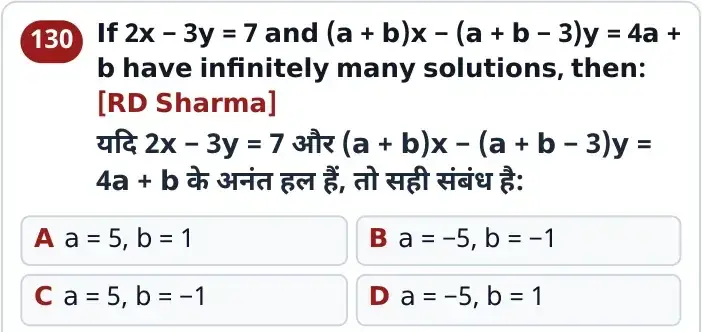 130 If 2x − 3y = 7 and (a + b)x − (a + b − 3)y = 4a +
b have infinitely many solutions, then:
[RD Sharma]
यदि 2x − 3y = 7 और (a + b)x − (a + b − 3)y =
4a + b के अनंत हल हैं, तो सही संबंध है:
A a = 5, b = 1
B a = −5, b = −1
C a = 5, b = −1
D a = −5, b = 1